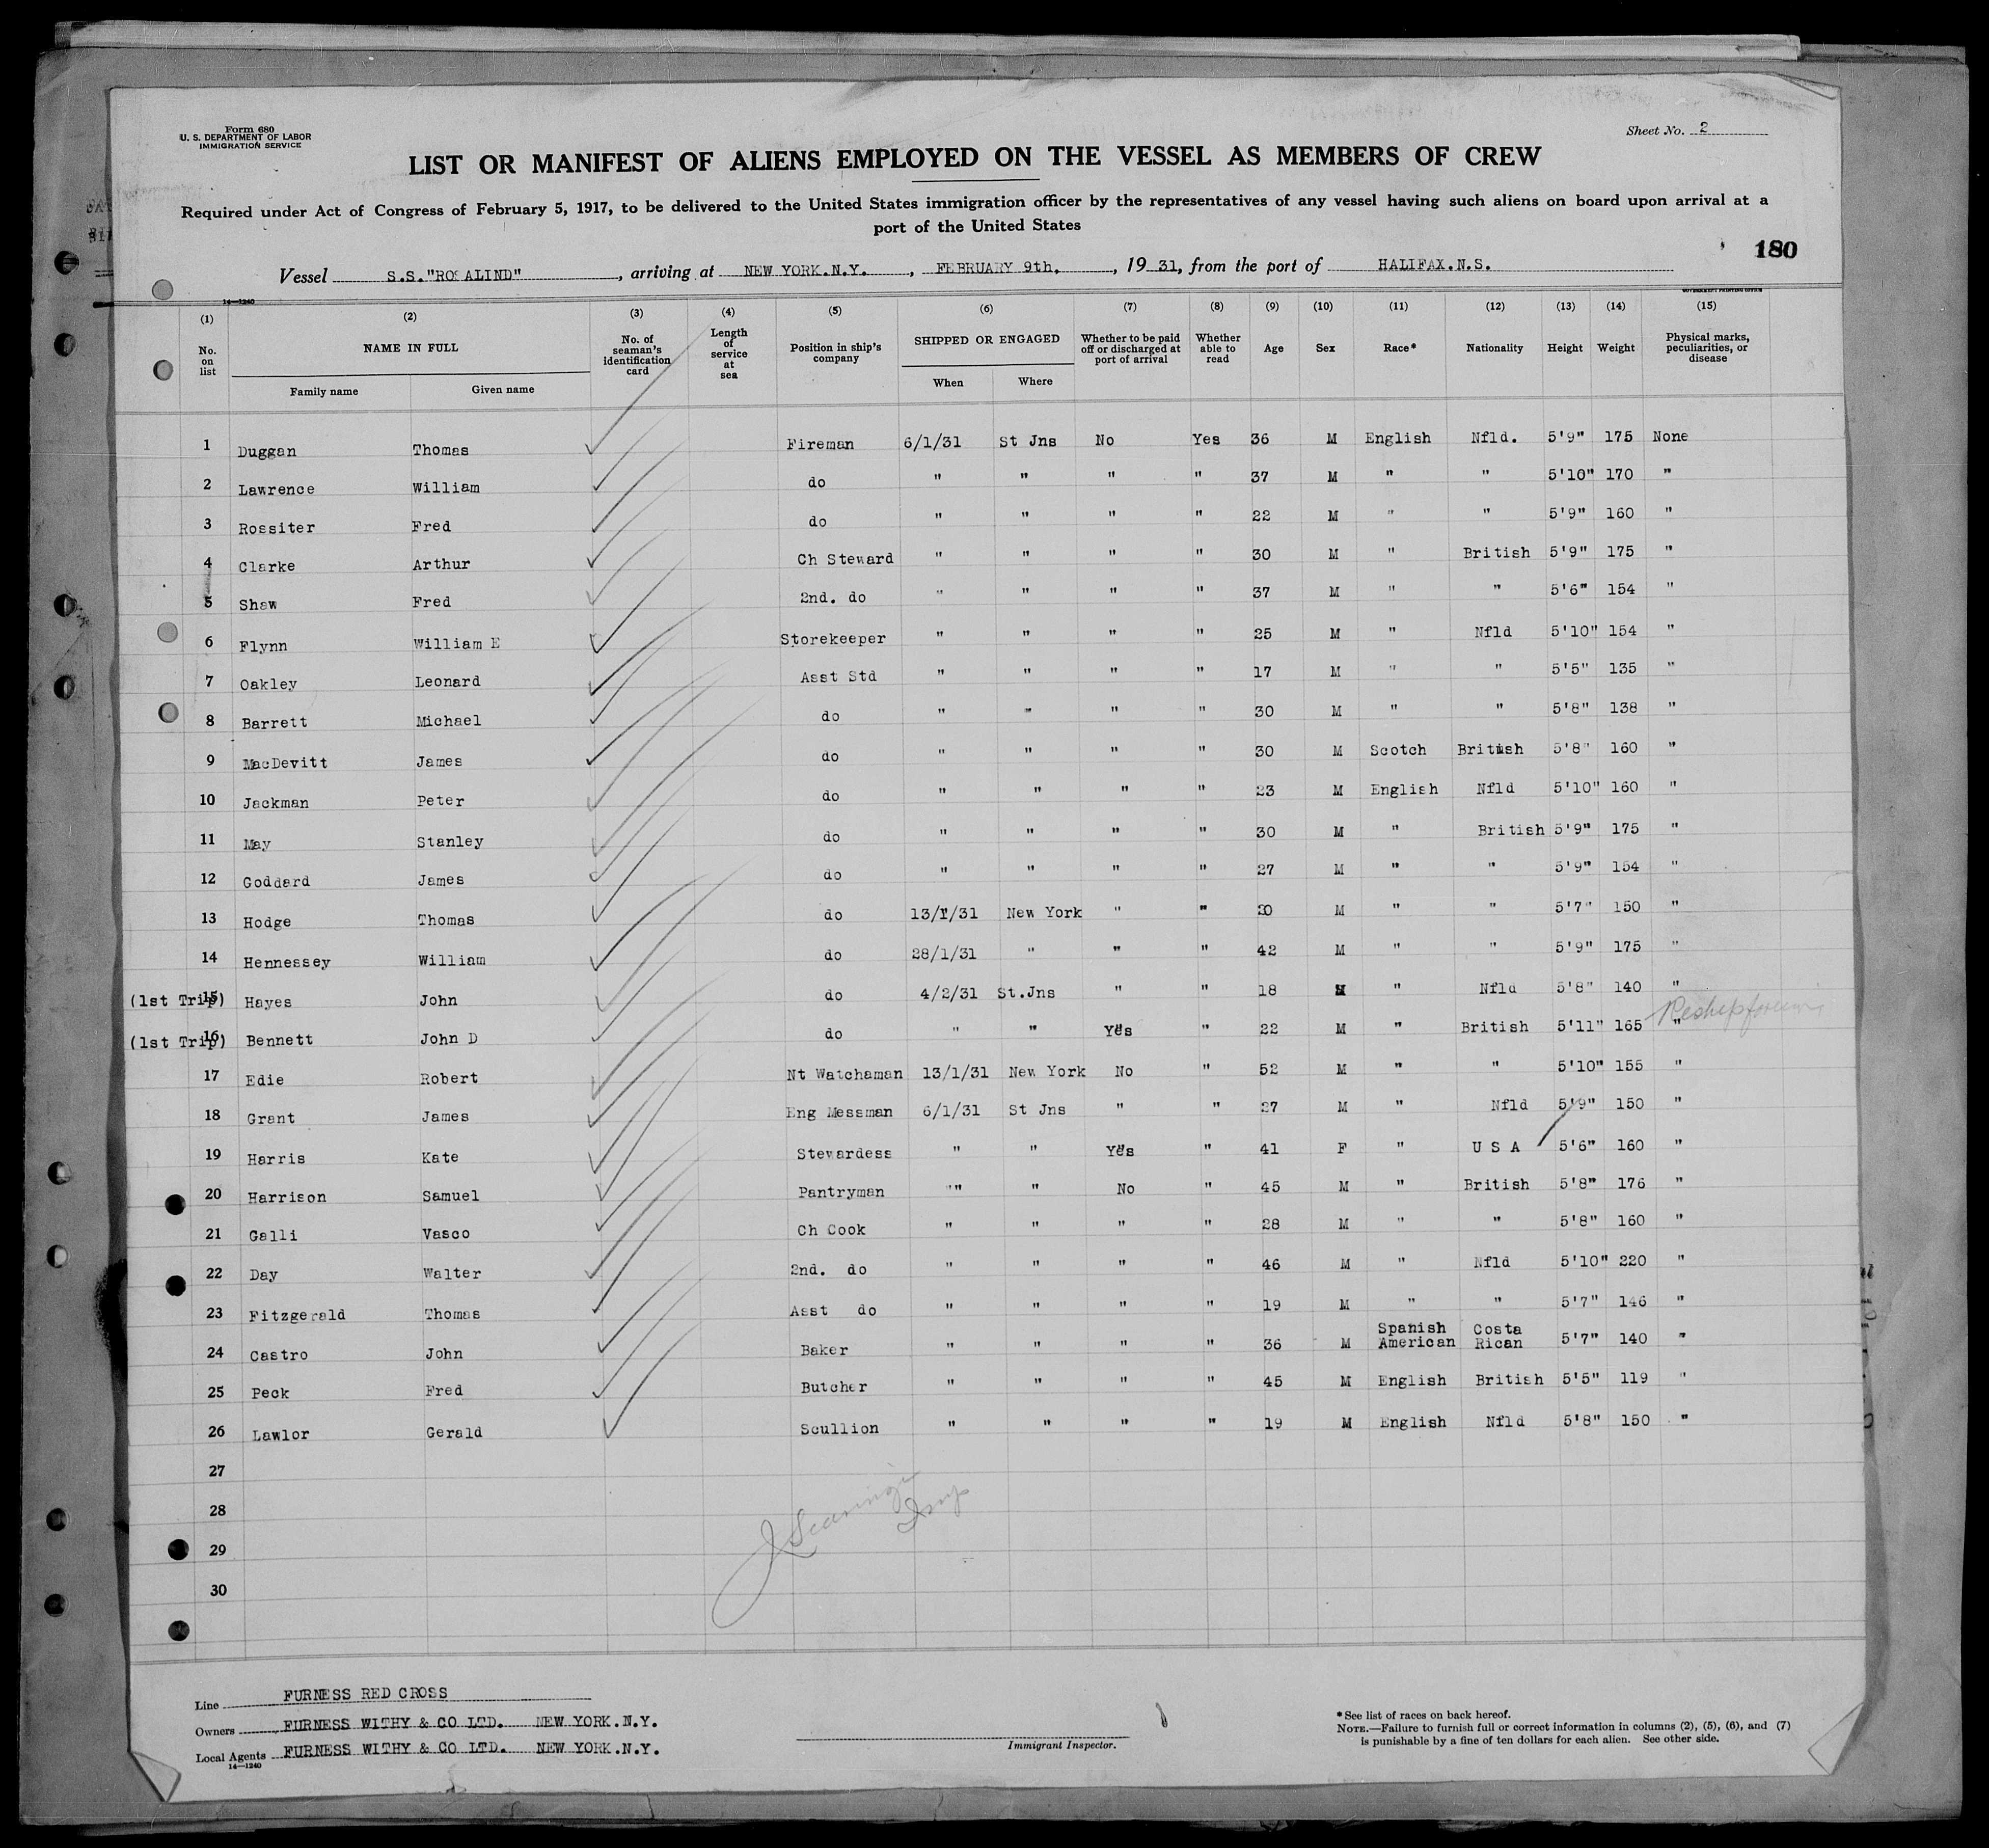 Form 680
U. S. DEPARTMENT OF LABOR
IMMIGRATION SERVICE
Sheet No. 2
LIST OR MANIFEST OF ALIENS EMPLOYED ON THE VESSEL AS MEMBERS OF CREW
Required under Act of Congress of February 5, 1917, to be delivered to the United States immigration officer by the representatives of any vessel having such aliens on board upon arrival at a
port of the United States
180
Vessel S.S."ROSALIND", arriving at NEW YORK.N.Y., FEBRUARY 9th., 1931, from the port of HALIFAX.N.S.
14—1240 GOVERNMENT PRINTING OFFICE
(1) (2) (3) (4) (5) (6) (7) (8) (9) (10) (11) (12) (13) (14) (15)
No. on list NAME IN FULL No. of seaman's identification card Length of service at sea Position in ship's company SHIPPED OR ENGAGED Whether to be paid off or discharged at port of arrival Whether able to read Age Sex Race* Nationality Height Weight Physical marks, peculiarities, or disease
Family name Given name When Where
1 Duggan Thomas Fireman 6/1/31 St Jns No Yes 36 M English Nfld. 5'9" 175 None
2 Lawrence William do " " " " 37 M " " 5'10" 170 "
3 Rossiter Fred do " " " " 22 M " " 5'9" 160 "
4 Clarke Arthur Ch Steward " " " " 30 M " British 5'9" 175 "
5 Shaw Fred 2nd. do " " " " 37 M " " 5'6" 154 "
6 Flynn William E Storekeeper " " " " 25 M " Nfld 5'10" 154 "
7 Oakley Leonard Asst Std " " " " 17 M " " 5'5" 135 "
8 Barrett Michael do " " " " 30 M " " 5'8" 138 "
9 MacDevitt James do " " " " 30 M Scotch British 5'8" 160 "
10 Jackman Peter do " " " " 23 M English Nfld 5'10" 160 "
11 May Stanley do " " " " 30 M " British 5'9" 175 "
12 Goddard James do " " " " 27 M " " 5'9" 154 "
13 Hodge Thomas do 13/1/31 New York " " 20 M " " 5'7" 150 "
14 Hennessey William do 28/1/31 " " " 42 M " " 5'9" 175 "
(1st Trip) 15 Hayes John do 4/2/31 St.Jns " " 18 M " Nfld 5'8" 140 "
(1st Trip) 16 Bennett John D do " " Yes " 22 M " British 5'11" 165 "
17 Edie Robert Nt Watchaman 13/1/31 New York No " 52 M " " 5'10" 155 "
18 Grant James Eng Messman 6/1/31 St Jns " " 27 M " Nfld 5'9" 150 "
19 Harris Kate Stewardess " " Yes " 41 F " U S A 5'6" 160 "
20 Harrison Samuel Pantryman "" " No " 45 M " British 5'8" 176 "
21 Galli Vasco Ch Cook " " " " 28 M " " 5'8" 160 "
22 Day Walter 2nd. do " " " " 46 M " Nfld 5'10" 220 "
23 Fitzgerald Thomas Asst do " " " " 19 M " " 5'7" 146 "
24 Castro John Baker " " " " 36 M Spanish American Costa Rican 5'7" 140 "
25 Peck Fred Butcher " " " " 45 M English British 5'5" 119 "
26 Lawlor Gerald Scullion " " " " 19 M English Nfld 5'8" 150 "
27
28
29
30
Line FURNESS RED CROSS
Owners FURNESS WITHY & CO LTD. NEW YORK.N.Y.
Local Agents FURNESS WITHY & CO LTD. NEW YORK.N.Y.
14—1240
Immigrant Inspector.
*See list of races on back hereof.
NOTE.—Failure to furnish full or correct information in columns (2), (5), (6), and (7)
is punishable by a fine of ten dollars for each alien. See other side.